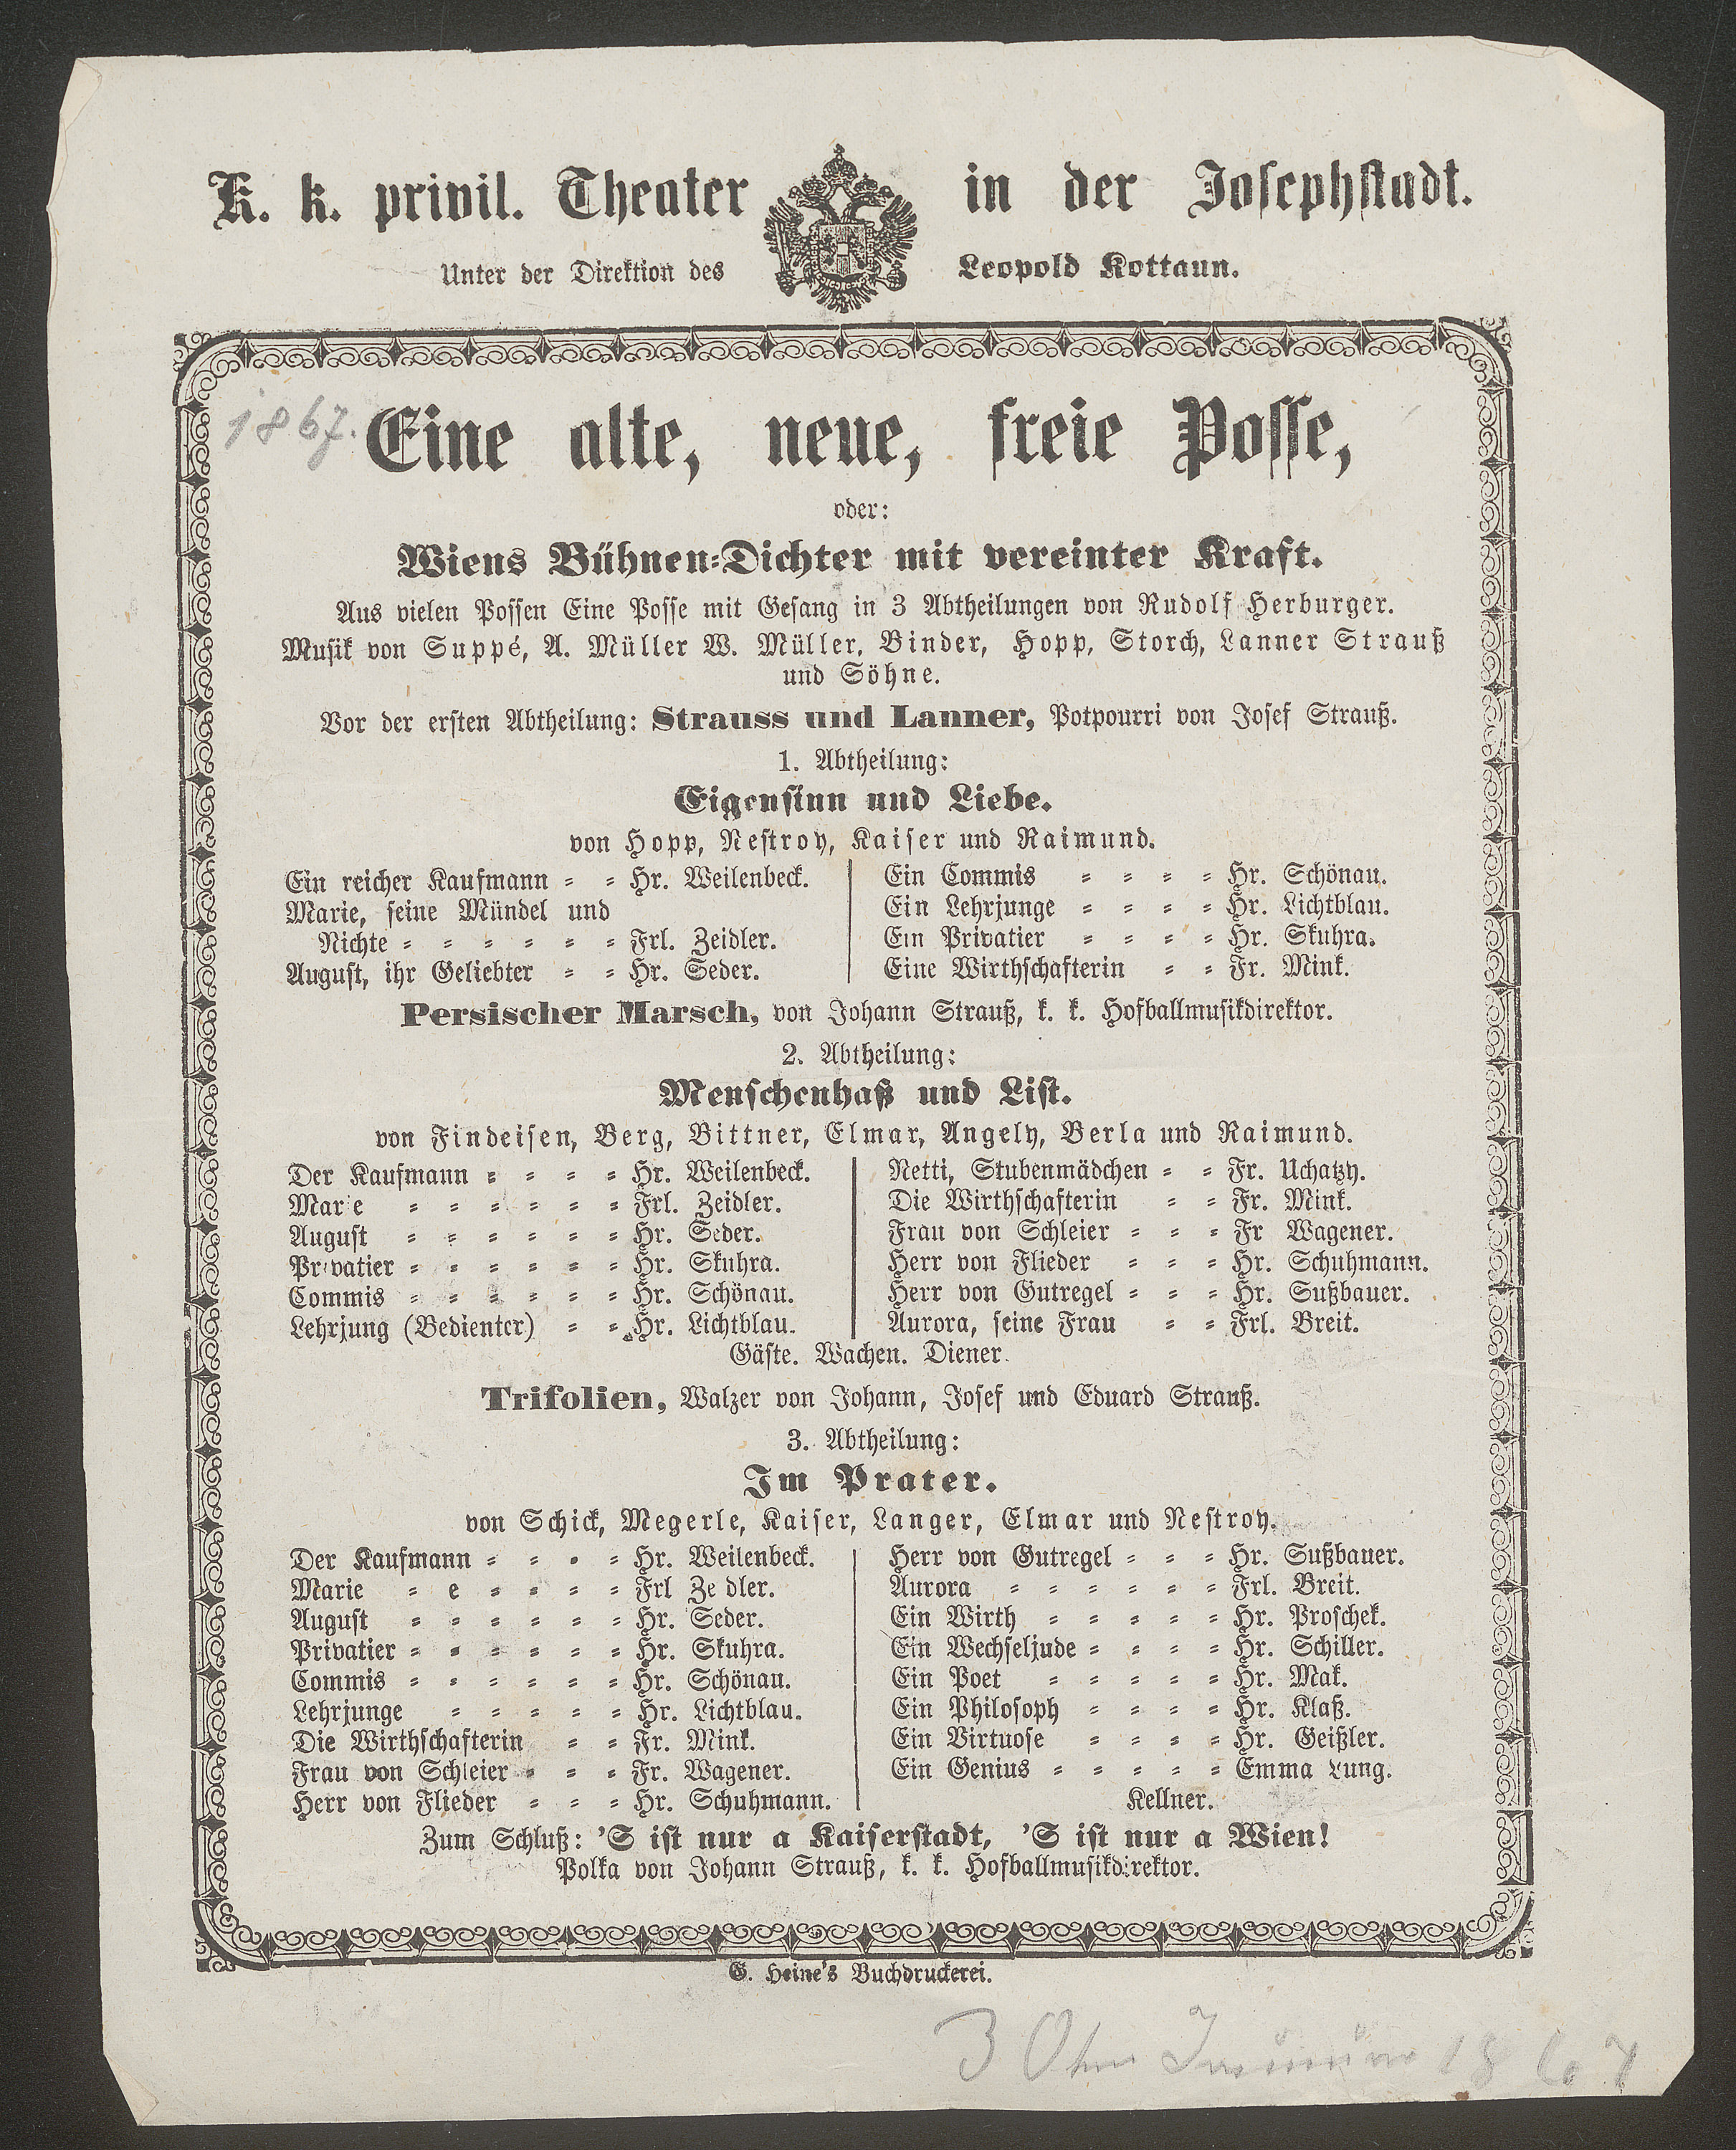 K. k. privil. Theater in der Josephstadt.
Unter der Direktion des Leopold Kottaun.
1867.
Eine alte, neue, freie Posse,
oder:
Wiens Bühnen-Dichter mit vereinter Kraft.
Aus vielen Possen Eine Posse mit Gesang in 3 Abtheilungen von Rudolf Herburger.
Musik von Suppé, A. Müller W. Müller, Binder, Hopp, Storch, Lanner Strauß
und Söhne.
Vor der ersten Abtheilung: Strauss und Lanner, Potpourri von Josef Strauß.
1. Abtheilung:
Eigensinn und Liebe.
von Hopp, Nestroy, Kaiser und Raimund.
Ein reicher Kaufmann = = Hr. Weilenbeck.
Marie, seine Mündel und
Nichte = = = = = = Frl. Zeidler.
August, ihr Geliebter = = Hr. Seder.
Ein Commis = = = = Hr. Schönau.
Ein Lehrjunge = = = = Hr. Lichtblau.
Ein Privatier = = = = Hr. Skuhra.
Eine Wirthschafterin = = Fr. Mink.
Persischer Marsch, von Johann Strauß, k. k. Hofballmusikdirektor.
2. Abtheilung:
Menschenhaß und List.
von Findeisen, Berg, Bittner, Elmar, Angely, Berla und Raimund.
Der Kaufmann = = = = Hr. Weilenbeck.
Mar e = = = = = = Frl. Zeidler.
August = = = = = = Hr. Seder.
Privatier = = = = = = Hr. Skuhra.
Commis = = = = = = Hr. Schönau.
Lehrjung (Bedienter) = = Hr. Lichtblau.
Netti, Stubenmädchen = = Fr. Uchatzy.
Die Wirthschafterin = = Fr. Mink.
Frau von Schleier = = = Fr Wagener.
Herr von Flieder = = = Hr. Schuhmann.
Herr von Gutregel = = = Hr. Sußbauer.
Aurora, seine Frau = = Frl. Breit.
Gäste. Wachen. Diener.
Trifolien, Walzer von Johann, Josef und Eduard Strauß.
3. Abtheilung:
Im Prater.
von Schick, Megerle, Kaiser, Langer, Elmar und Nestroy.
Der Kaufmann = = = = Hr. Weilenbeck.
Marie = e = = = = Frl Ze dler.
August = = = = = = Hr. Seder.
Privatier = = = = = = Hr. Skuhra.
Commis = = = = = = Hr. Schönau.
Lehrjunge = = = = = Hr. Lichtblau.
Die Wirthschafterin = = Fr. Mink.
Frau von Schleier = = = Fr. Wagener.
Herr von Flieder = = = Hr. Schuhmann.
Herr von Gutregel = = = Hr. Sußbauer.
Aurora = = = = = = Frl. Breit.
Ein Wirth = = = = = Hr. Proschek.
Ein Wechseljude = = = = Hr. Schiller.
Ein Poet = = = = = Hr. Mak.
Ein Philosoph = = = = Hr. Klaß.
Ein Virtuose = = = = Hr. Geißler.
Ein Genius = = = = = Emma Lung.
Kellner.
Zum Schluß: 'S ist nur a Kaiserstadt, 'S ist nur a Wien!
Polka von Johann Strauß, k. k. Hofballmusikdirektor.
G. Heine's Buchdruckerei.
3 1867